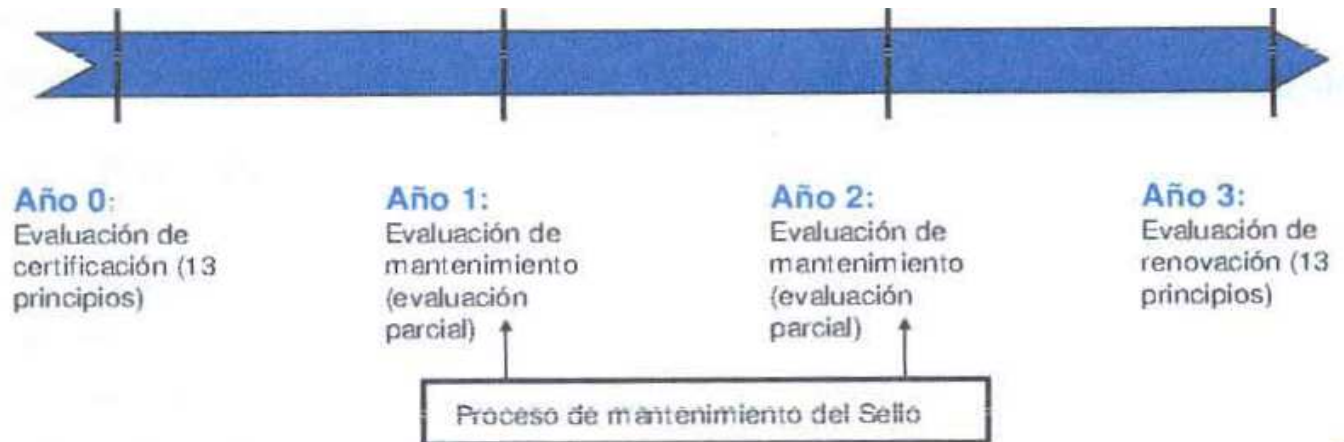 Año 0:
Evaluación de
certificación (13
principios)
Año 1:
Evaluación de
mantenimiento
(evaluación
parcial)
Año 2:
Evaluación de
mantenimiento
(evaluación
parcial)
Año 3:
Evaluación de
renovación (13
principios)
Proceso de mantenimiento del Sello